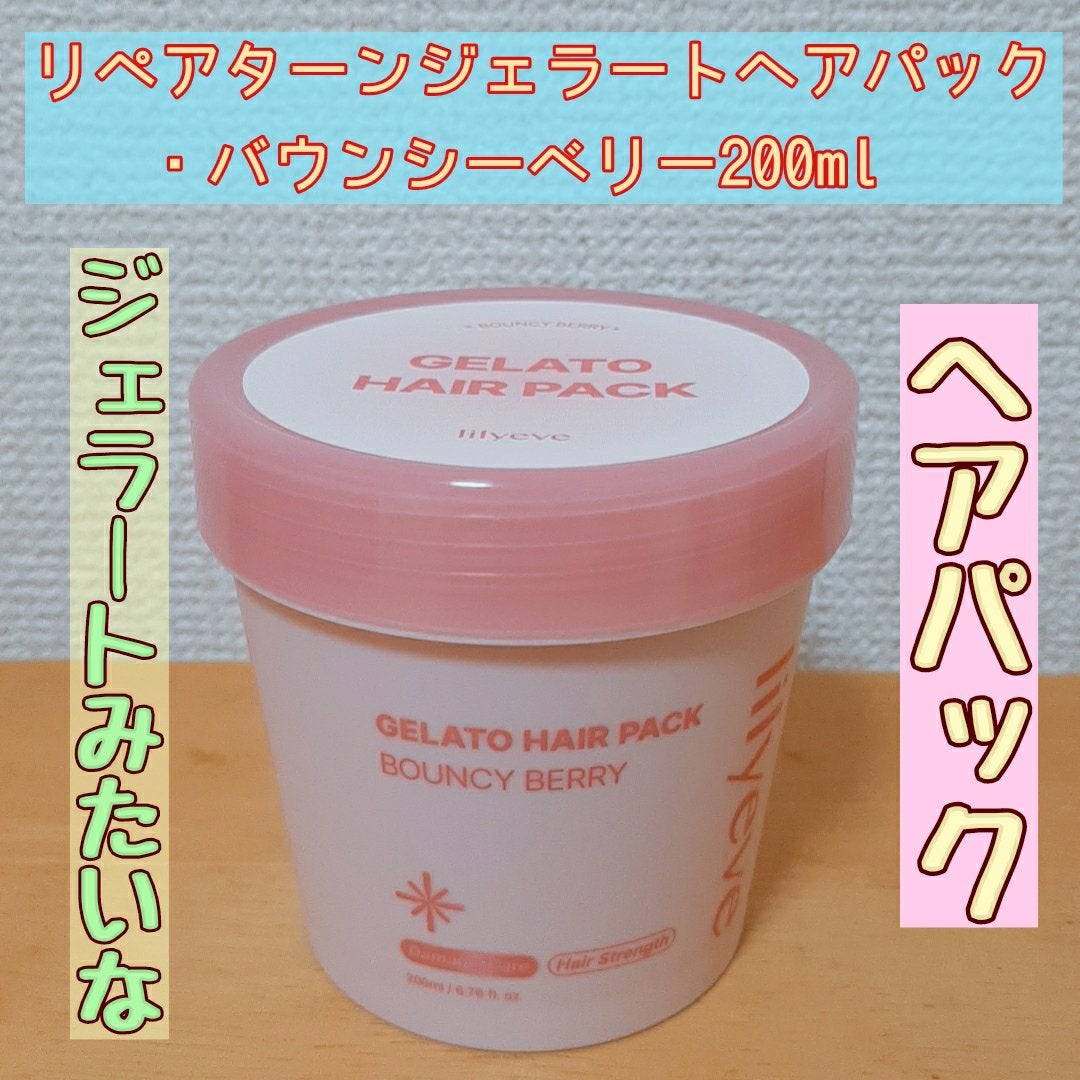 リペアターンジェラートヘアパック
・バウンシーベリー200ml
ジェラートみたいな
ヘアパック
BOUNCY BERRY
GELATO
HAIR PACK
lilyeve
GELATO HAIR PACK
BOUNCY BERRY
lilyeve
Hair Strength
200ml / 6.76 fl. oz.